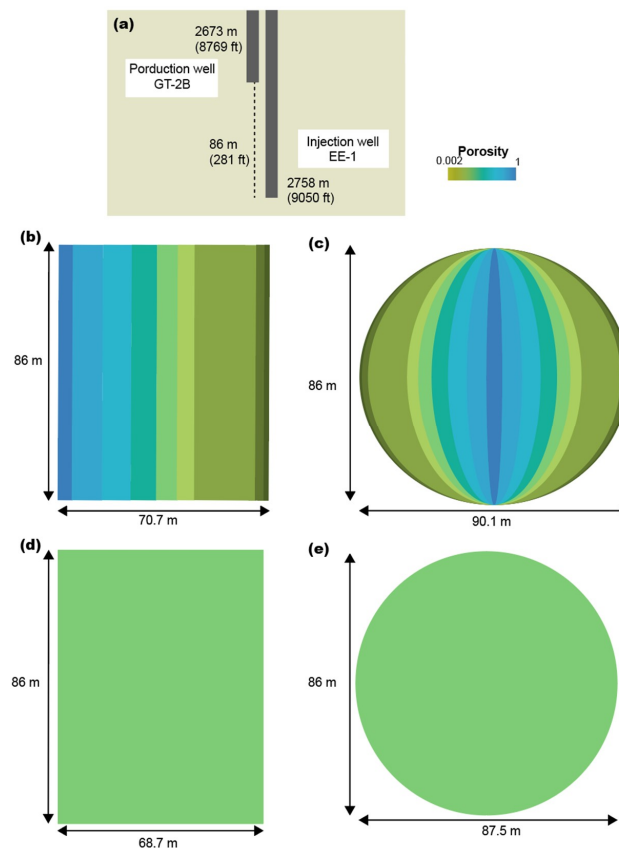 (a)
2673 m
(8769 ft)
Porduction well
GT-2B
86 m
(281 ft)
Injection well
EE-1
2758 m
(9050 ft)
Porosity
0.002
1
(b)
86 m
70.7 m
(c)
86 m
90.1 m
(d)
86 m
68.7 m
(e)
86 m
87.5 m